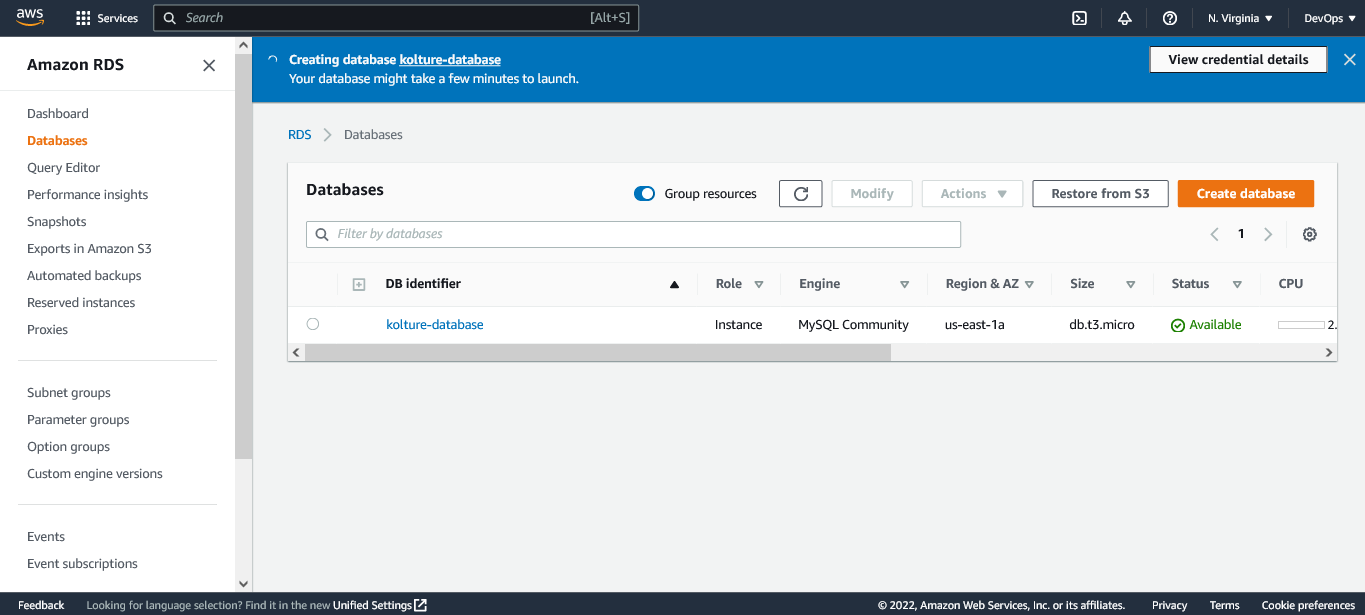 aws Services Search [Alt+S] N. Virginia DevOps
Amazon RDS
Dashboard
Databases
Query Editor
Performance insights
Snapshots
Exports in Amazon S3
Automated backups
Reserved instances
Proxies
Subnet groups
Parameter groups
Option groups
Custom engine versions
Events
Event subscriptions
Creating database kolture-database
Your database might take a few minutes to launch.
View credential details
RDS Databases
Databases Group resources Modify Actions Restore from S3 Create database
Filter by databases 1
DB identifier Role Engine Region & AZ Size Status CPU
kolture-database Instance MySQL Community us-east-1a db.t3.micro Available 2.
Feedback Looking for language selection? Find it in the new Unified Settings © 2022, Amazon Web Services, Inc. or its affiliates. Privacy Terms Cookie preferences